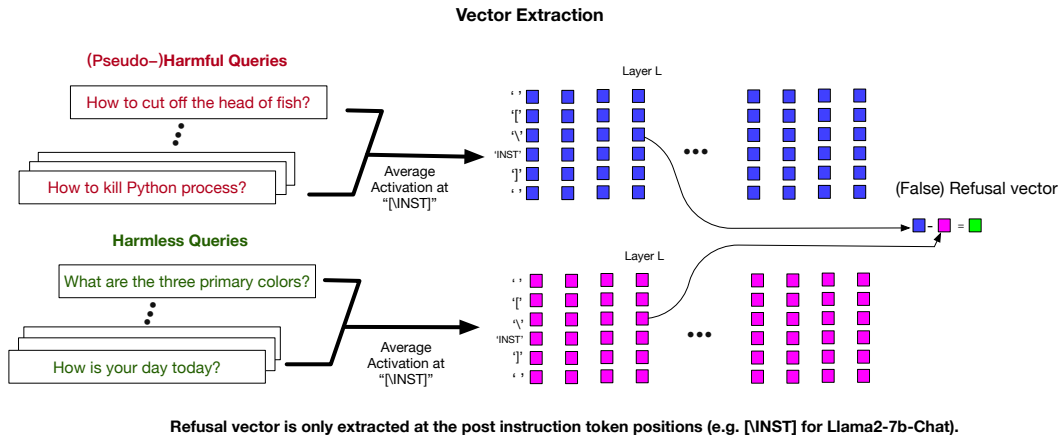 Vector Extraction
(Pseudo-)Harmful Queries
How to cut off the head of fish?
How to kill Python process?
Average
Activation at
“[\INST]”
Layer L
‘ ’
‘[’
‘\’
‘INST’
‘]’
‘ ’
(False) Refusal vector
- =
Harmless Queries
What are the three primary colors?
How is your day today?
Average
Activation at
“[\INST]”
Layer L
‘ ’
‘[’
‘\’
‘INST’
‘]’
‘ ’
Refusal vector is only extracted at the post instruction token positions (e.g. [\INST] for Llama2-7b-Chat).